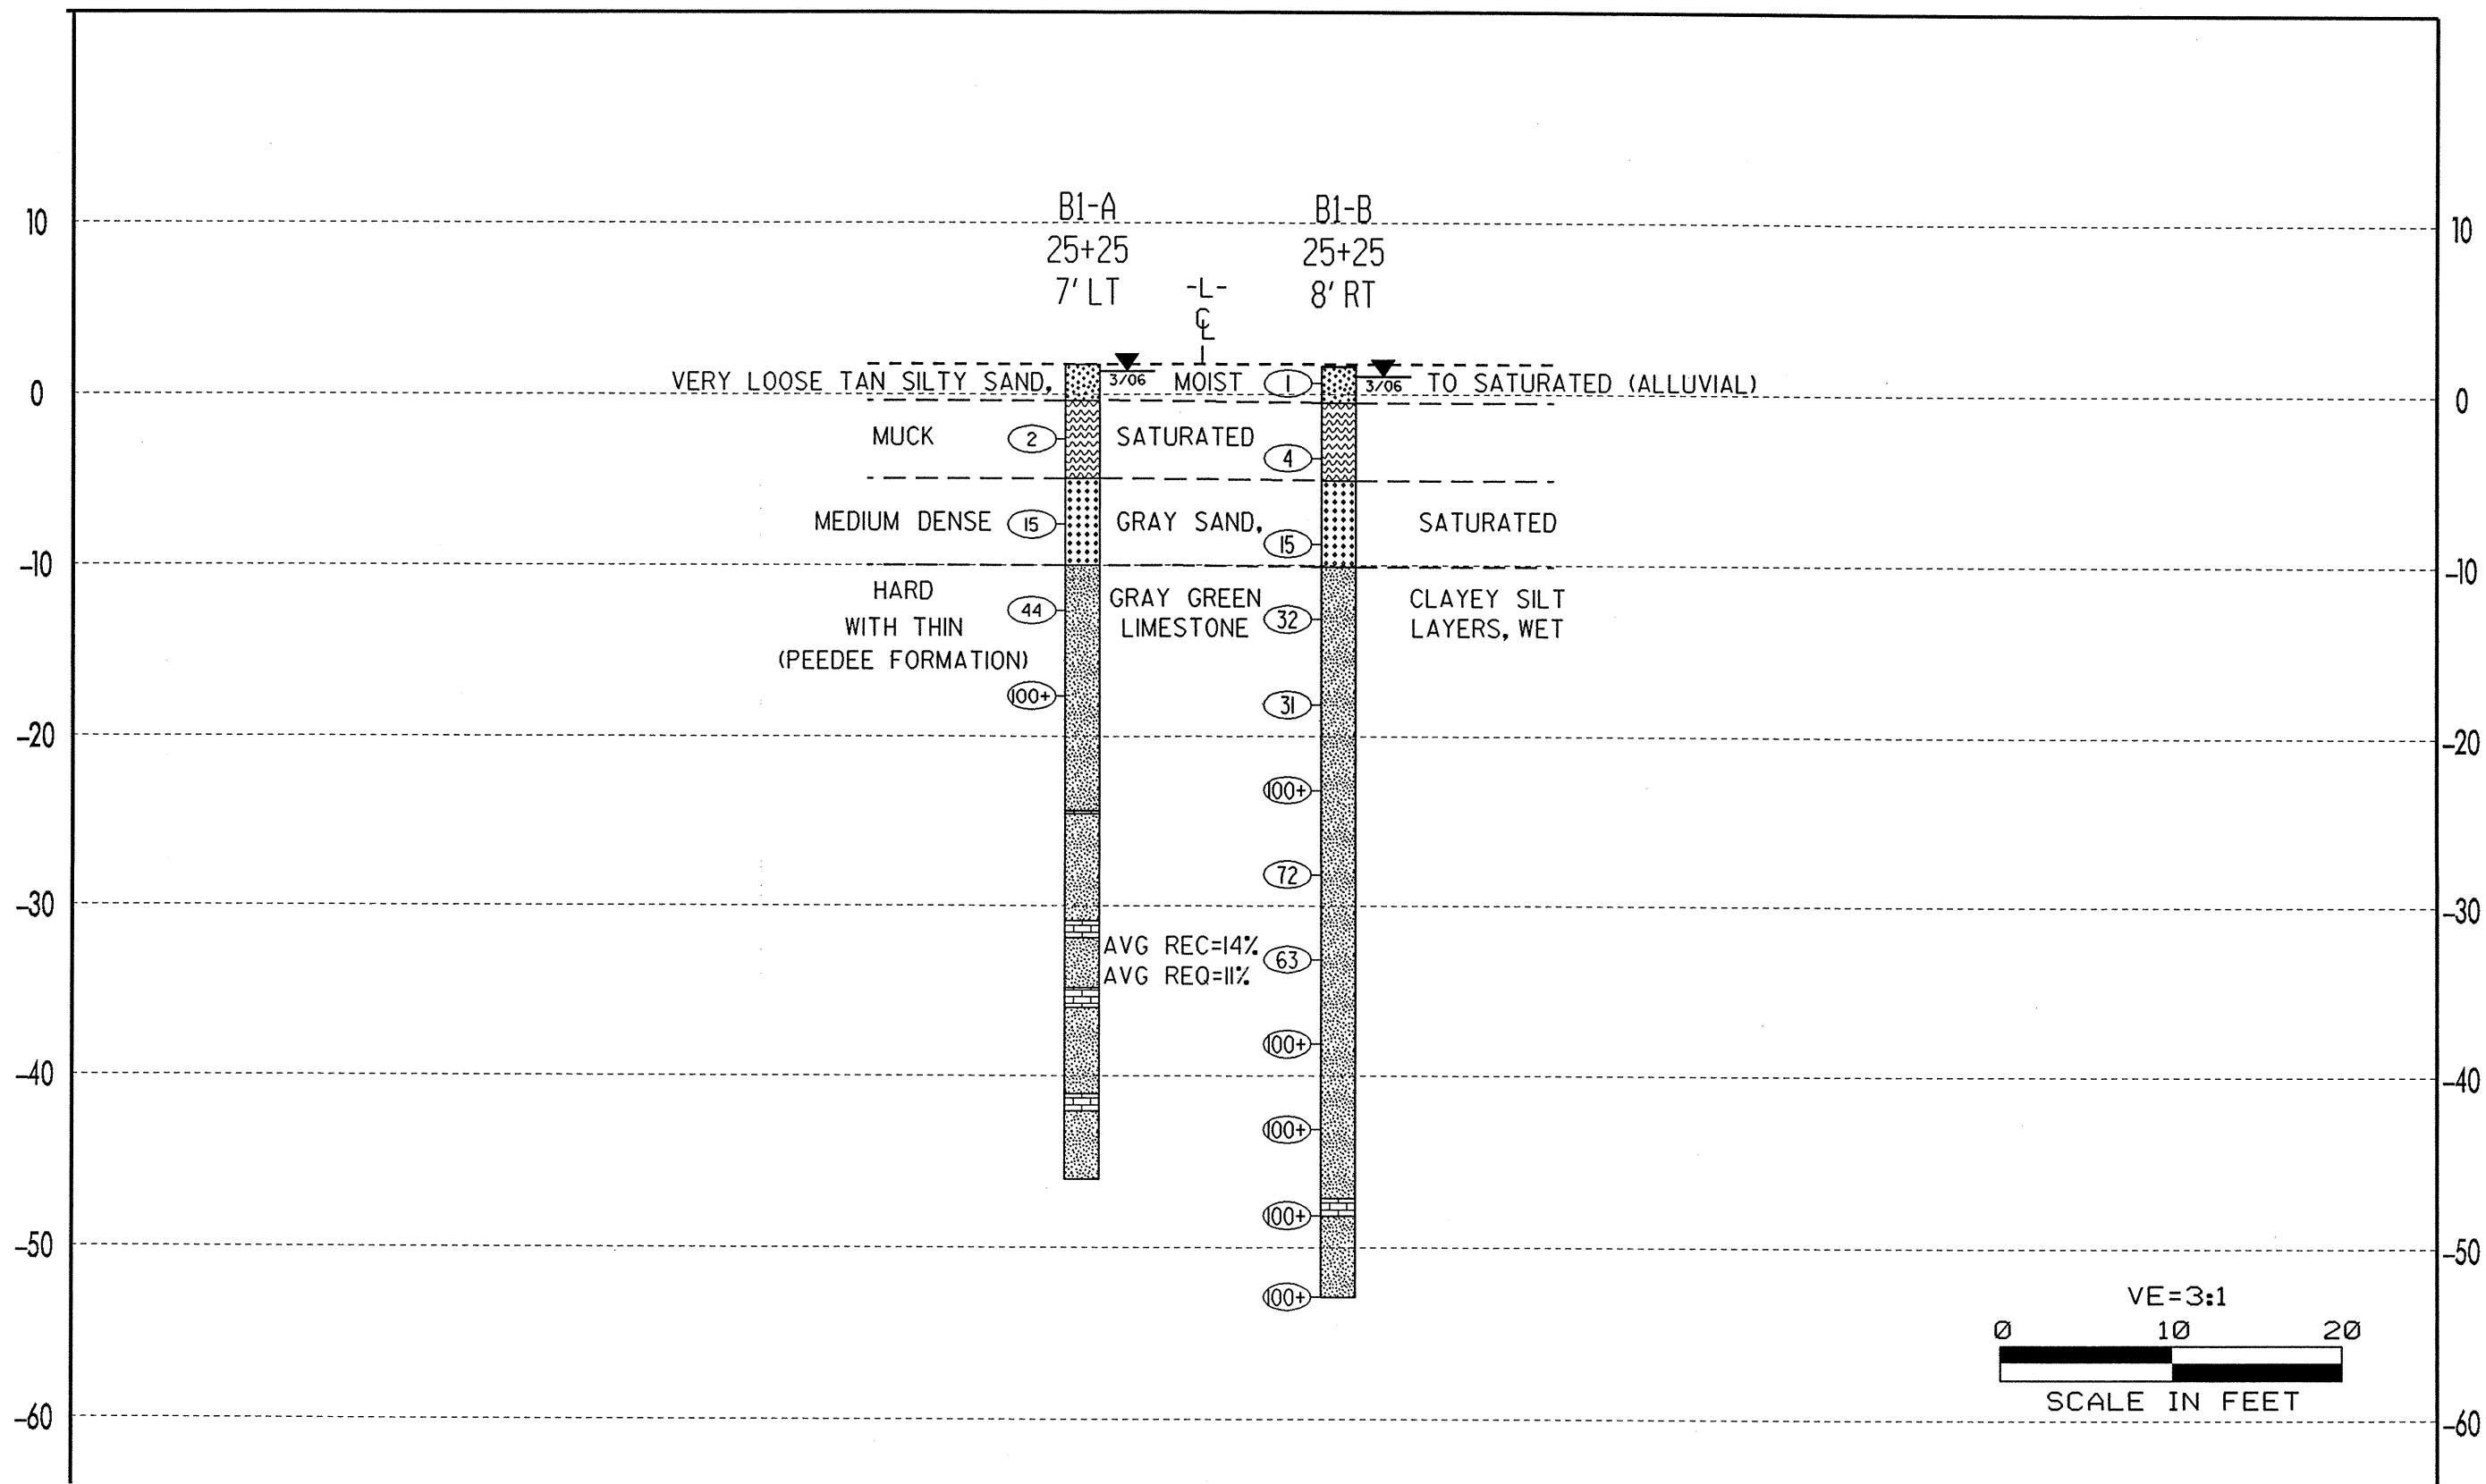 B1-A B1-B
10 25+25 25+25 10
7' LT -L- 8' RT
℄
VERY LOOSE TAN SILTY SAND, 3/06 MOIST 1 3/06 TO SATURATED (ALLUVIAL)
0 0
MUCK 2 SATURATED 4
MEDIUM DENSE 15 GRAY SAND, 15 SATURATED
-10 -10
HARD 44 GRAY GREEN 32 CLAYEY SILT
WITH THIN LIMESTONE LAYERS, WET
(PEEDEE FORMATION)
100+ 31
-20 -20
100+
72
-30 -30
AVG REC=14% 63
AVG REQ=11%
100+
-40 -40
100+
100+
-50 -50
100+
VE=3:1
0 10 20
SCALE IN FEET
-60 -60